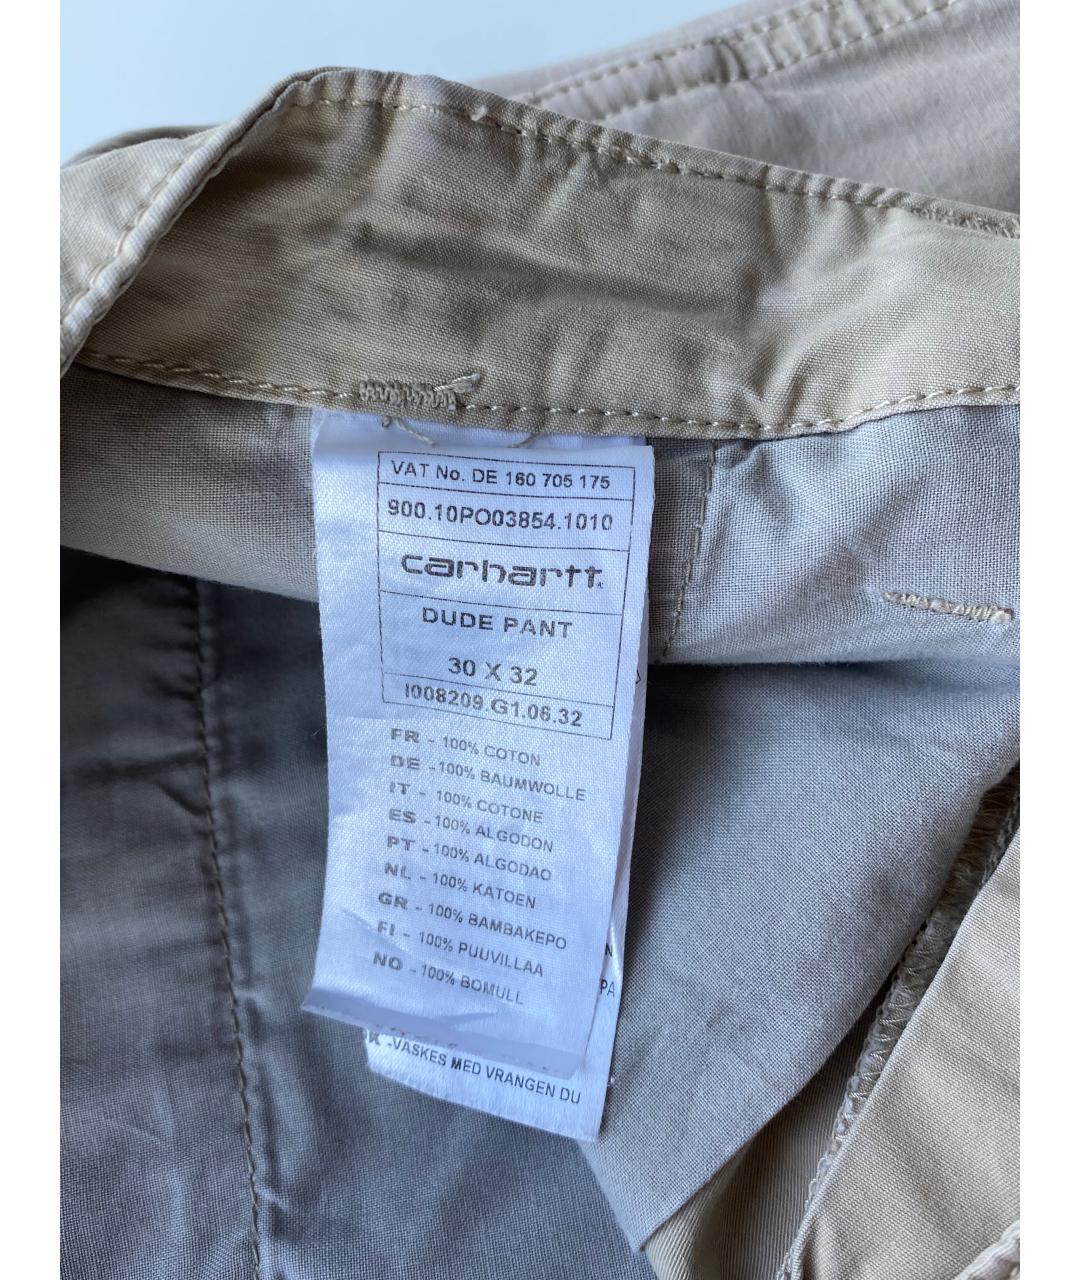 VAT No. DE 160 705 175
900.10PO03854.1010
carhartt
DUDE PANT
30 X 32
I008209.G1.06.32
FR - 100% COTON
DE -100% BAUMWOLLE
IT - 100% COTONE
ES -100% ALGODON
PT - 100% ALGODAO
NL - 100% KATOEN
GR - 100% BAMBAKEPO
FI - 100% PUUVILLAA
NO -100% BOMULL
N
PA
K -VASKES MED VRANGEN DU